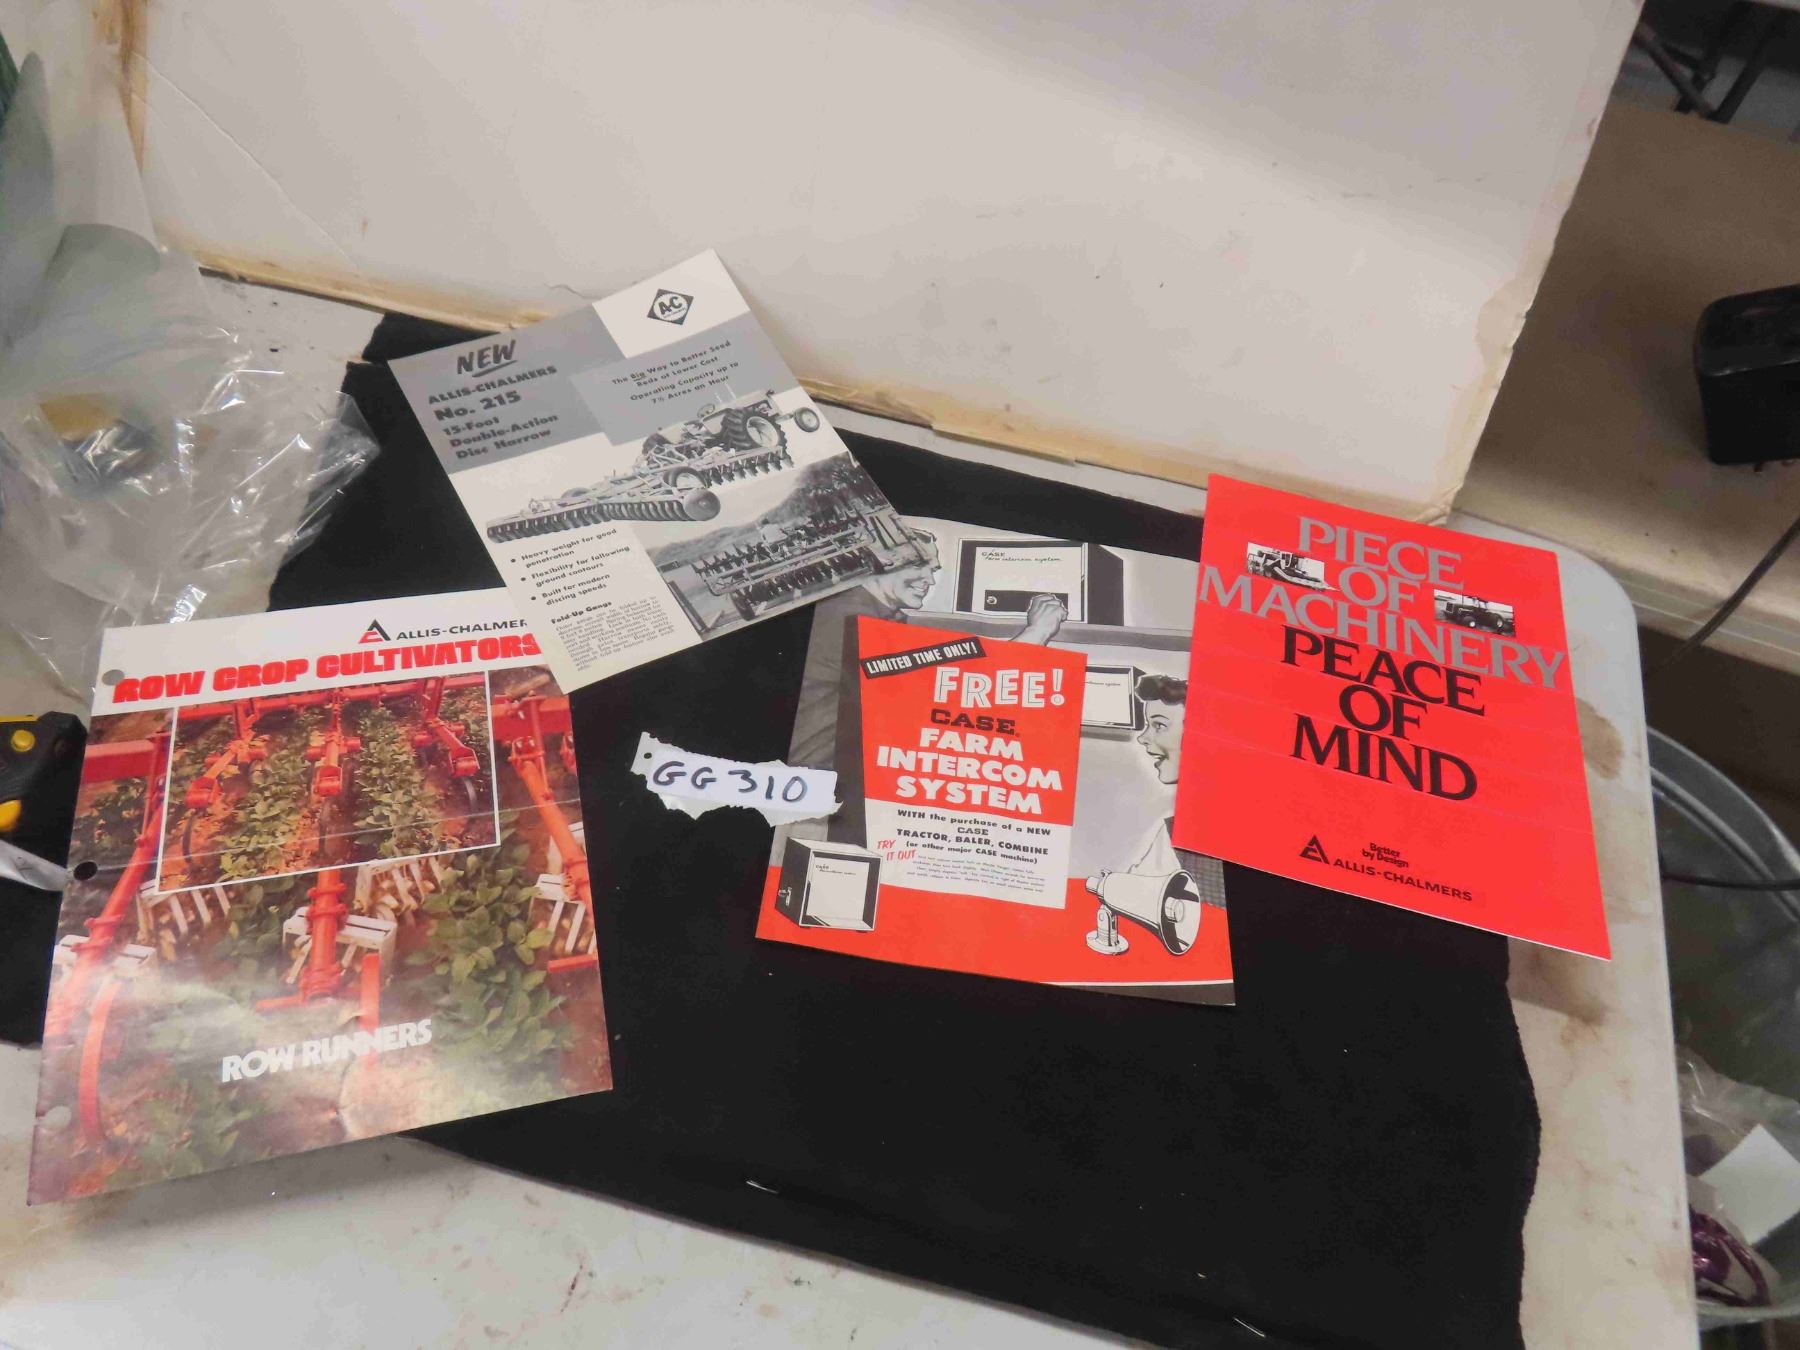 NEW
ALLIS-CHALMERS
No. 215
15-Foot
Double-Action
Disc Harrow
A-C
The Big Way to Better Seed
Beds at Lower Cost
Operating Capacity up to
7½ Acres an Hour
• Heavy weight for good
penetration
• Flexibility for following
ground contours
• Built for modern
discing speeds
Fold-Up Gangs
ALLIS-CHALMER
ROW CROP CULTIVATORS
ROW RUNNERS
GG310
CASE
farm intercom system
LIMITED TIME ONLY!
FREE!
CASE
FARM
INTERCOM
SYSTEM
WITH the purchase of a NEW
CASE
TRACTOR, BALER, COMBINE
(or other major CASE machine)
TRY
IT OUT
CASE
PIECE
OF
MACHINERY
PEACE
OF
MIND
Better
by Design
ALLIS-CHALMERS